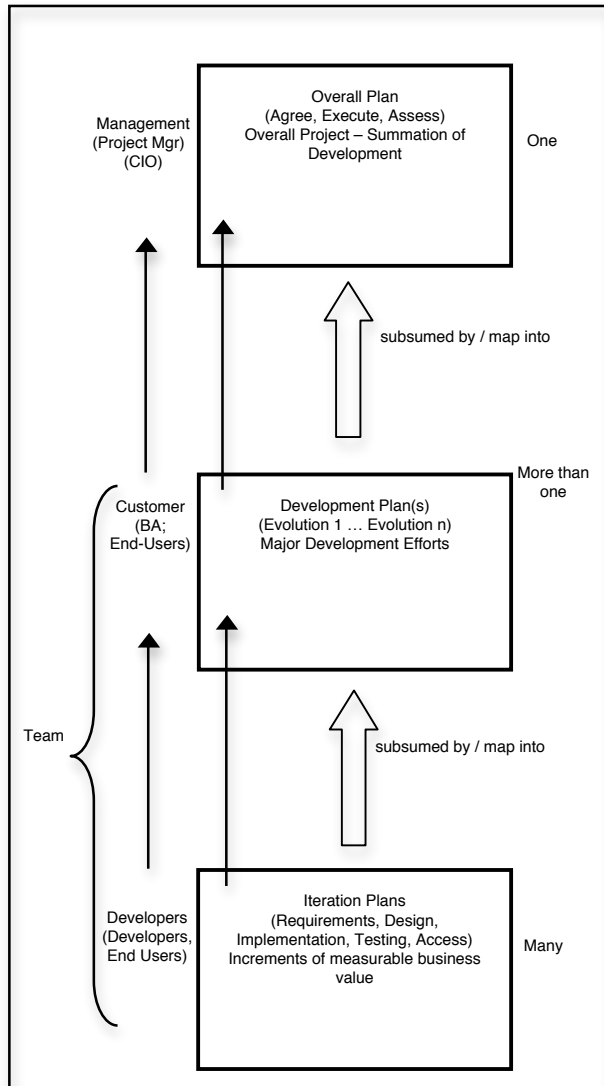 Overall Plan
(Agree, Execute, Assess)
Overall Project – Summation of
Development
Management
(Project Mgr)
(CIO)
One
subsumed by / map into
More than
one
Customer
(BA;
End-Users)
Development Plan(s)
(Evolution 1 … Evolution n)
Major Development Efforts
Team
subsumed by / map into
Developers
(Developers,
End Users)
Iteration Plans
(Requirements, Design,
Implementation, Testing, Access)
Increments of measurable business
value
Many